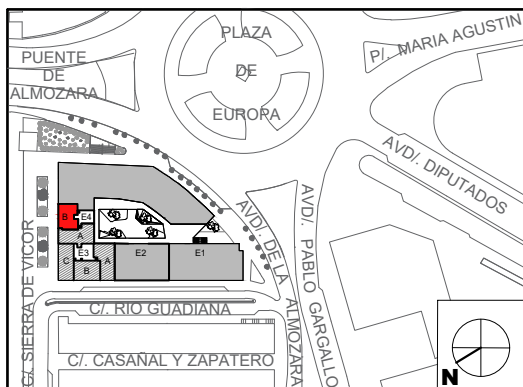 PLAZA
DE
EUROPA
PUENTE
DE
ALMOZARA
P/. MARIA AGUSTIN
AVD/. DIPUTADOS
AVD/. PABLO GARGALLO
AVD/. DE LA ALMOZARA
C/. SIERRA DE VICOR
B
E4
A
E3
C
B
A
E2
E1
C/. RIO GUADIANA
C/. CASAÑAL Y ZAPATERO
N